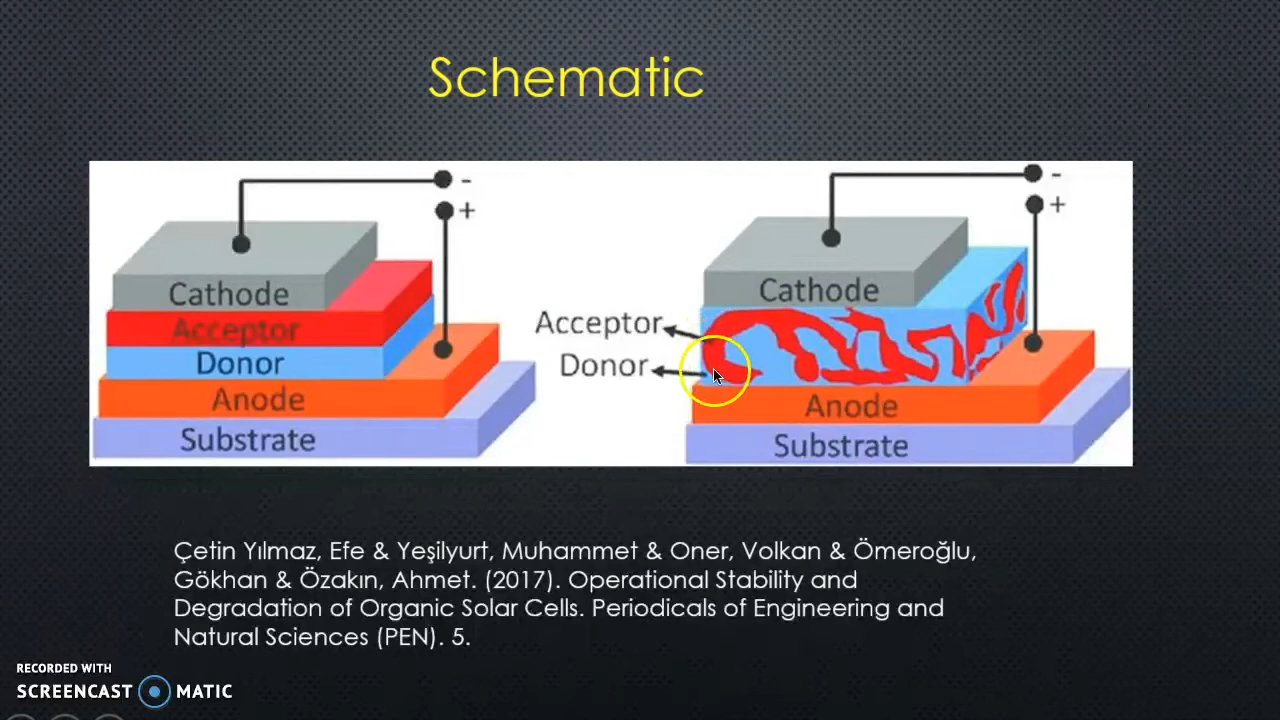 Schematic
-
+
Cathode
Acceptor
Donor
Anode
Substrate
-
+
Cathode
Acceptor
Donor
Anode
Substrate
Çetin Yılmaz, Efe & Yeşilyurt, Muhammet & Oner, Volkan & Ömeroğlu,
Gökhan & Özakın, Ahmet. (2017). Operational Stability and
Degradation of Organic Solar Cells. Periodicals of Engineering and
Natural Sciences (PEN). 5.
RECORDED WITH
SCREENCAST MATIC